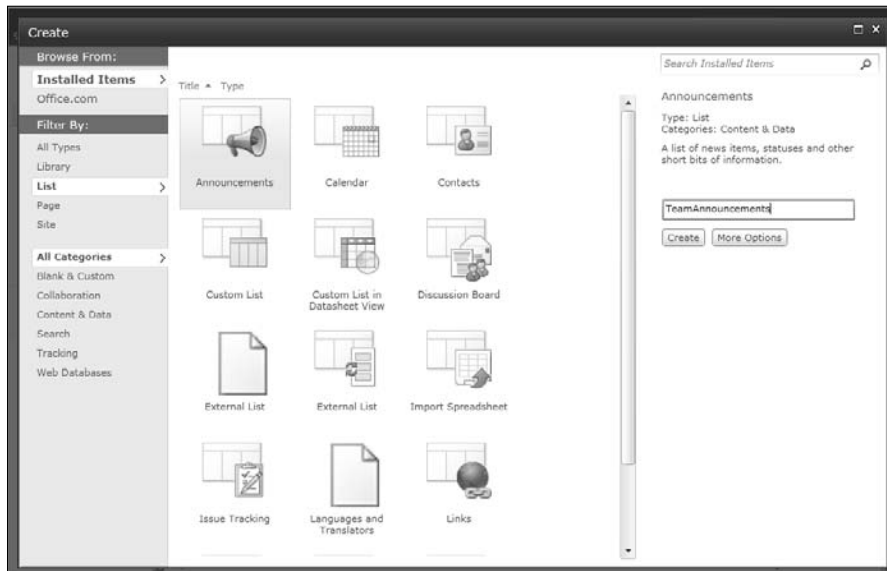 Create
Browse From:
Installed Items
Office.com
Filter By:
All Types
Library
List
Page
Site
All Categories
Blank & Custom
Collaboration
Content & Data
Search
Tracking
Web Databases
Title Type
Announcements
Calendar
Contacts
Custom List
Custom List in
Datasheet View
Discussion Board
External List
External List
Import Spreadsheet
Issue Tracking
Languages and
Translators
Links
Search Installed Items
Announcements
Type: List
Categories: Content & Data
A list of news items, statuses and other
short bits of information.
TeamAnnouncements
Create
More Options